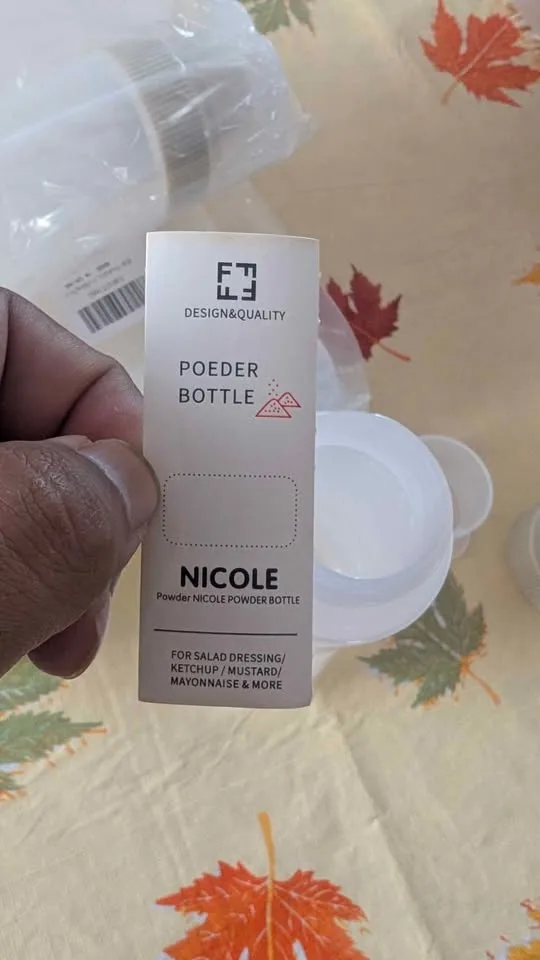 DESIGN&QUALITY
POEDER
BOTTLE
NICOLE
Powder NICOLE POWDER BOTTLE
FOR SALAD DRESSING/
KETCHUP / MUSTARD/
MAYONNAISE & MORE